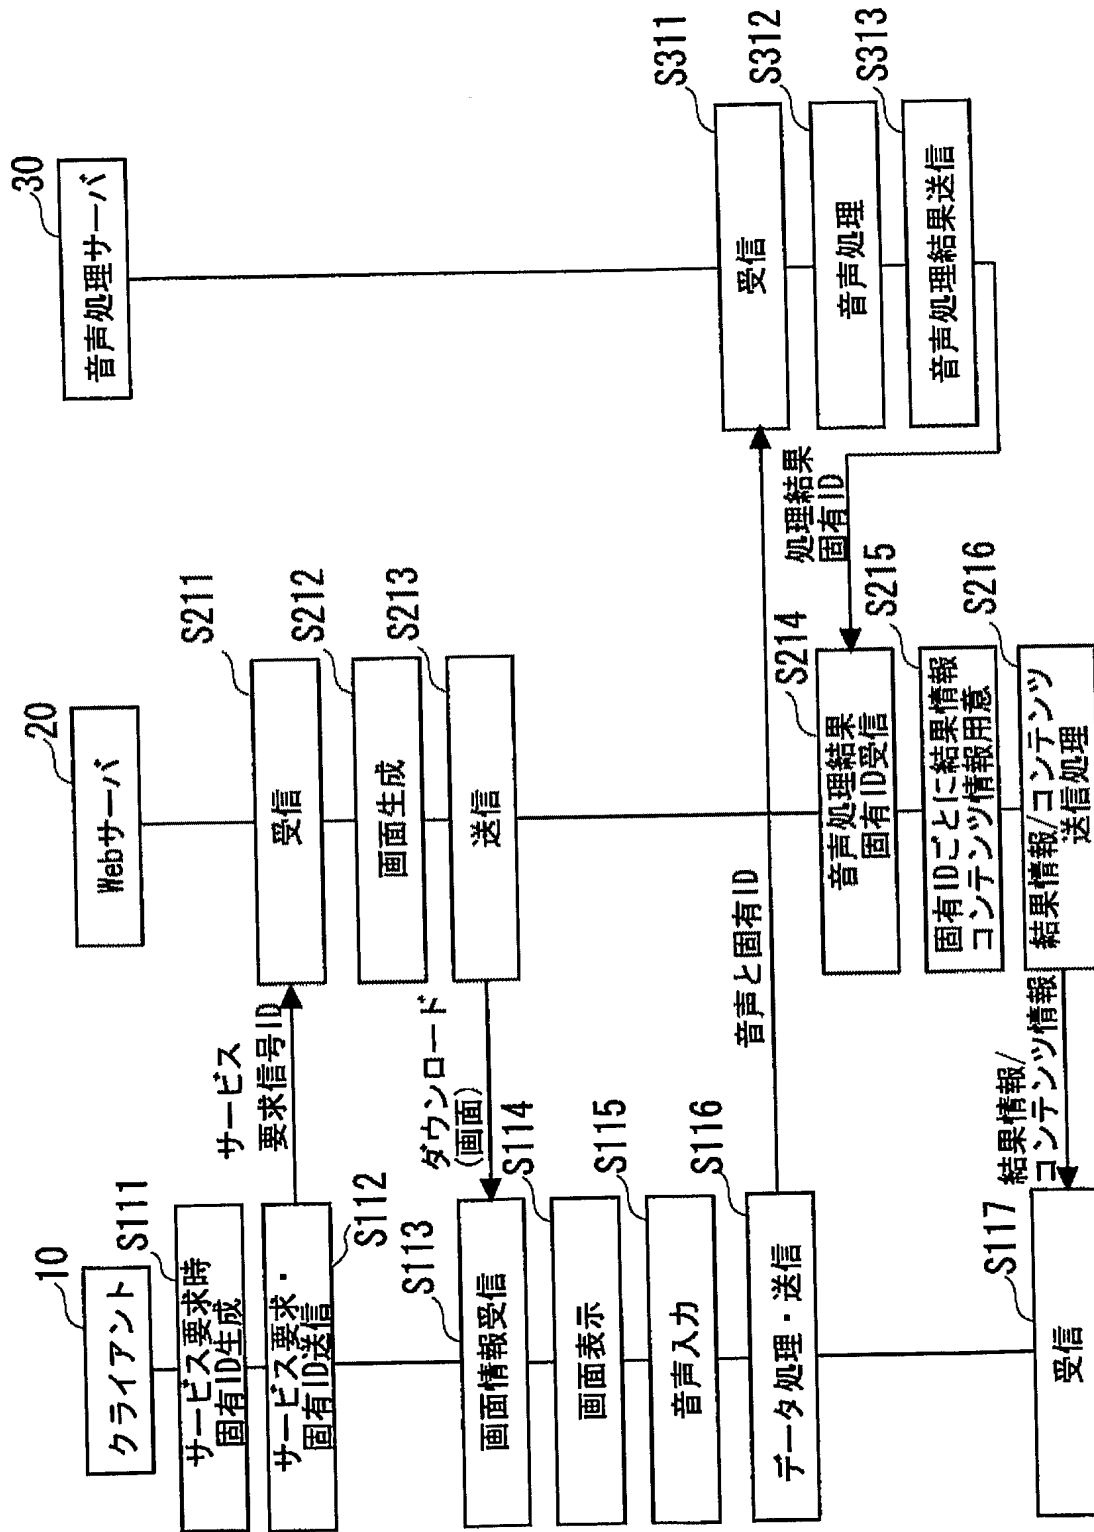 10
クライアント
S111
サービス要求時
固有ID生成
サービス要求・
固有ID送信
S112
サービス
要求信号ID
S113
画面情報受信
ダウンロード
(画面)
S114
画面表示
S115
音声入力
S116
データ処理・送信
音声と固有ID
S117
受信
結果情報/
コンテンツ情報
20
Webサーバ
S211
受信
S212
画面生成
S213
送信
S214
音声処理結果
固有ID受信
S215
固有IDごとに結果情報
コンテンツ情報用意
S216
結果情報/コンテンツ
送信処理
30
音声処理サーバ
S311
受信
S312
音声処理
S313
音声処理結果送信
処理結果
固有ID